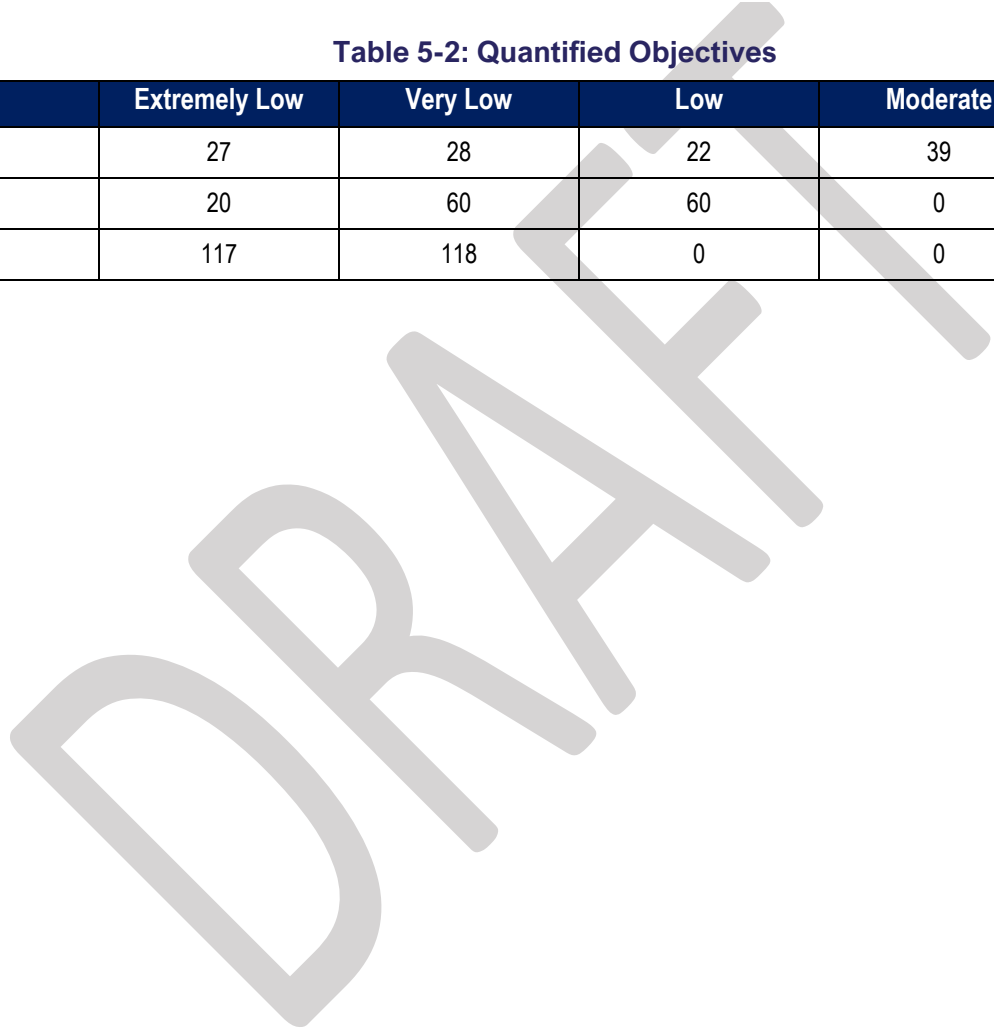 Table 5-2: Quantified Objectives
Extremely Low Very Low Low Moderate
27 28 22 39
20 60 60 0
117 118 0 0
DRAFT